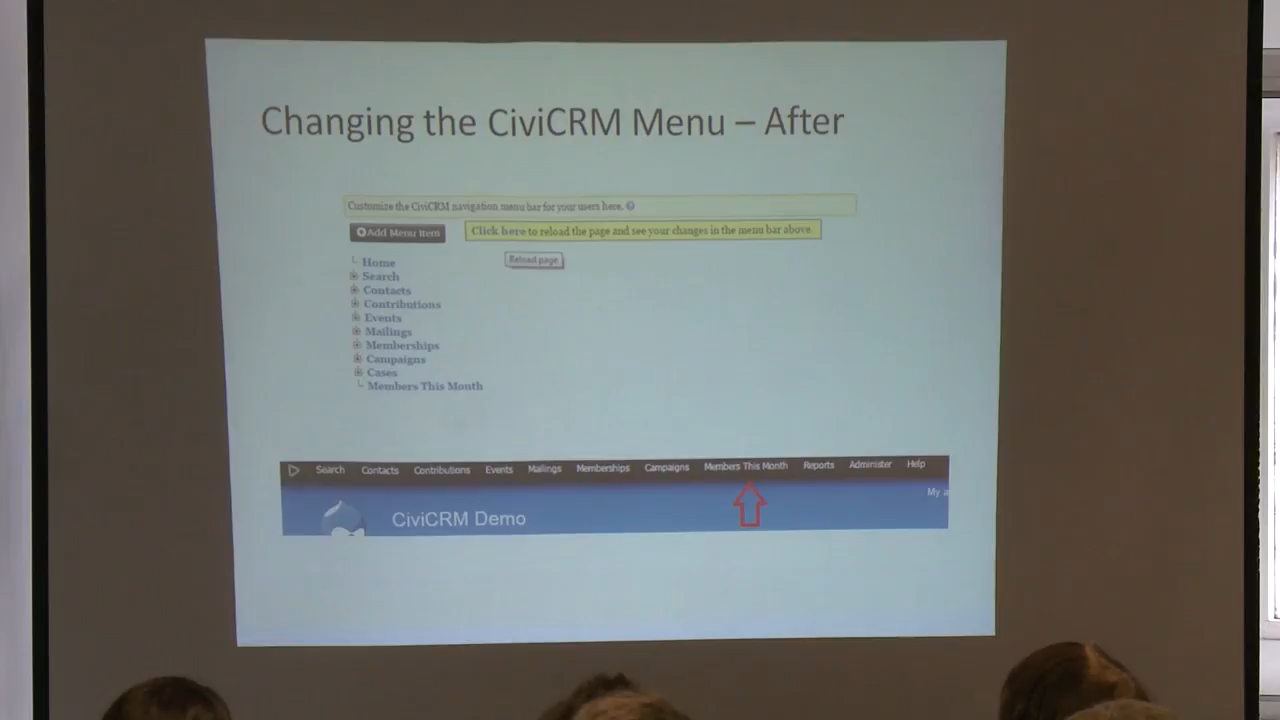 Changing the CiviCRM Menu – After
Customize the CiviCRM navigation menu bar for your users here.
Add Menu Item
Click here to reload the page and see your changes in the menu bar above.
Reload page
Home
Search
Contacts
Contributions
Events
Mailings
Memberships
Campaigns
Cases
Members This Month
Search Contacts Contributions Events Mailings Memberships Campaigns Members This Month Reports Administer Help
My a
CiviCRM Demo